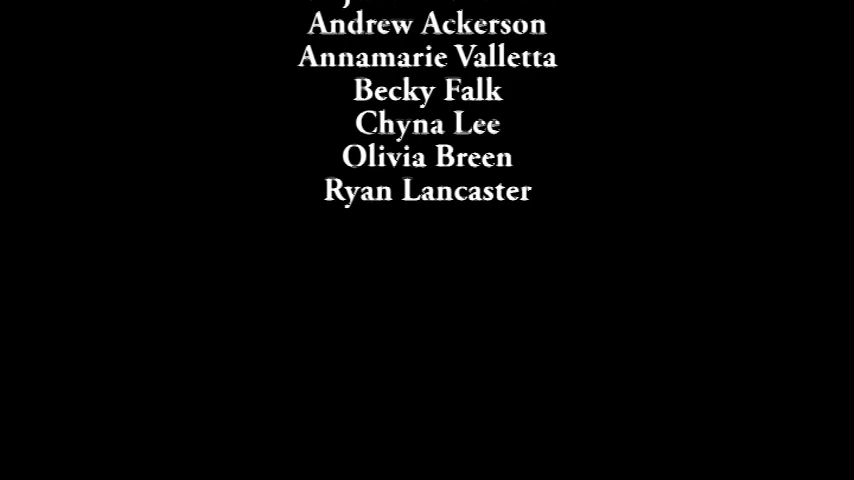 Andrew Ackerson
Annamarie Valletta
Becky Falk
Chyna Lee
Olivia Breen
Ryan Lancaster